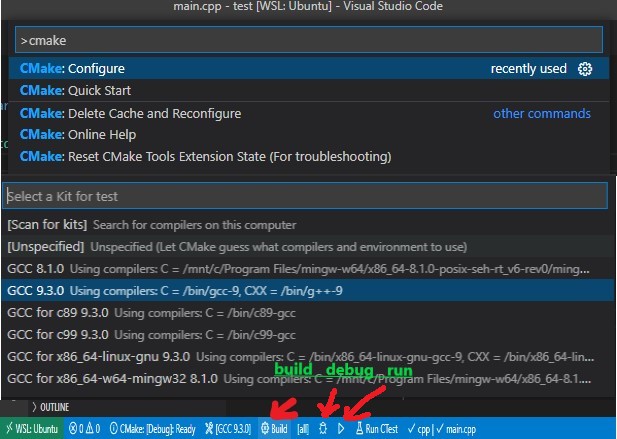 main.cpp - test [WSL: Ubuntu] - Visual Studio Code
>cmake
CMake: Configure recently used
CMake: Quick Start
CMake: Delete Cache and Reconfigure other commands
CMake: Online Help
CMake: Reset CMake Tools Extension State (For troubleshooting)
Select a Kit for test
[Scan for kits] Search for compilers on this computer
[Unspecified] Unspecified (Let CMake guess what compilers and environment to use)
GCC 8.1.0 Using compilers: C = /mnt/c/Program Files/mingw-w64/x86_64-8.1.0-posix-seh-rt_v6-rev0/ming...
GCC 9.3.0 Using compilers: C = /bin/gcc-9, CXX = /bin/g++-9
GCC for c89 9.3.0 Using compilers: C = /bin/c89-gcc
GCC for c99 9.3.0 Using compilers: C = /bin/c99-gcc
GCC for x86_64-linux-gnu 9.3.0 Using compilers: C = /bin/x86_64-linux-gnu-gcc-9, CXX = /bin/x86_64-lin...
build debug run
GCC for x86_64-w64-mingw32 8.1.0 Using compilers: C = /mnt/c/Program Files/mingw-w64/x86_64-8.1....
OUTLINE
WSL: Ubuntu 0 0 CMake: [Debug]: Ready [GCC 9.3.0] Build [all] Run CTest cpp main.cpp